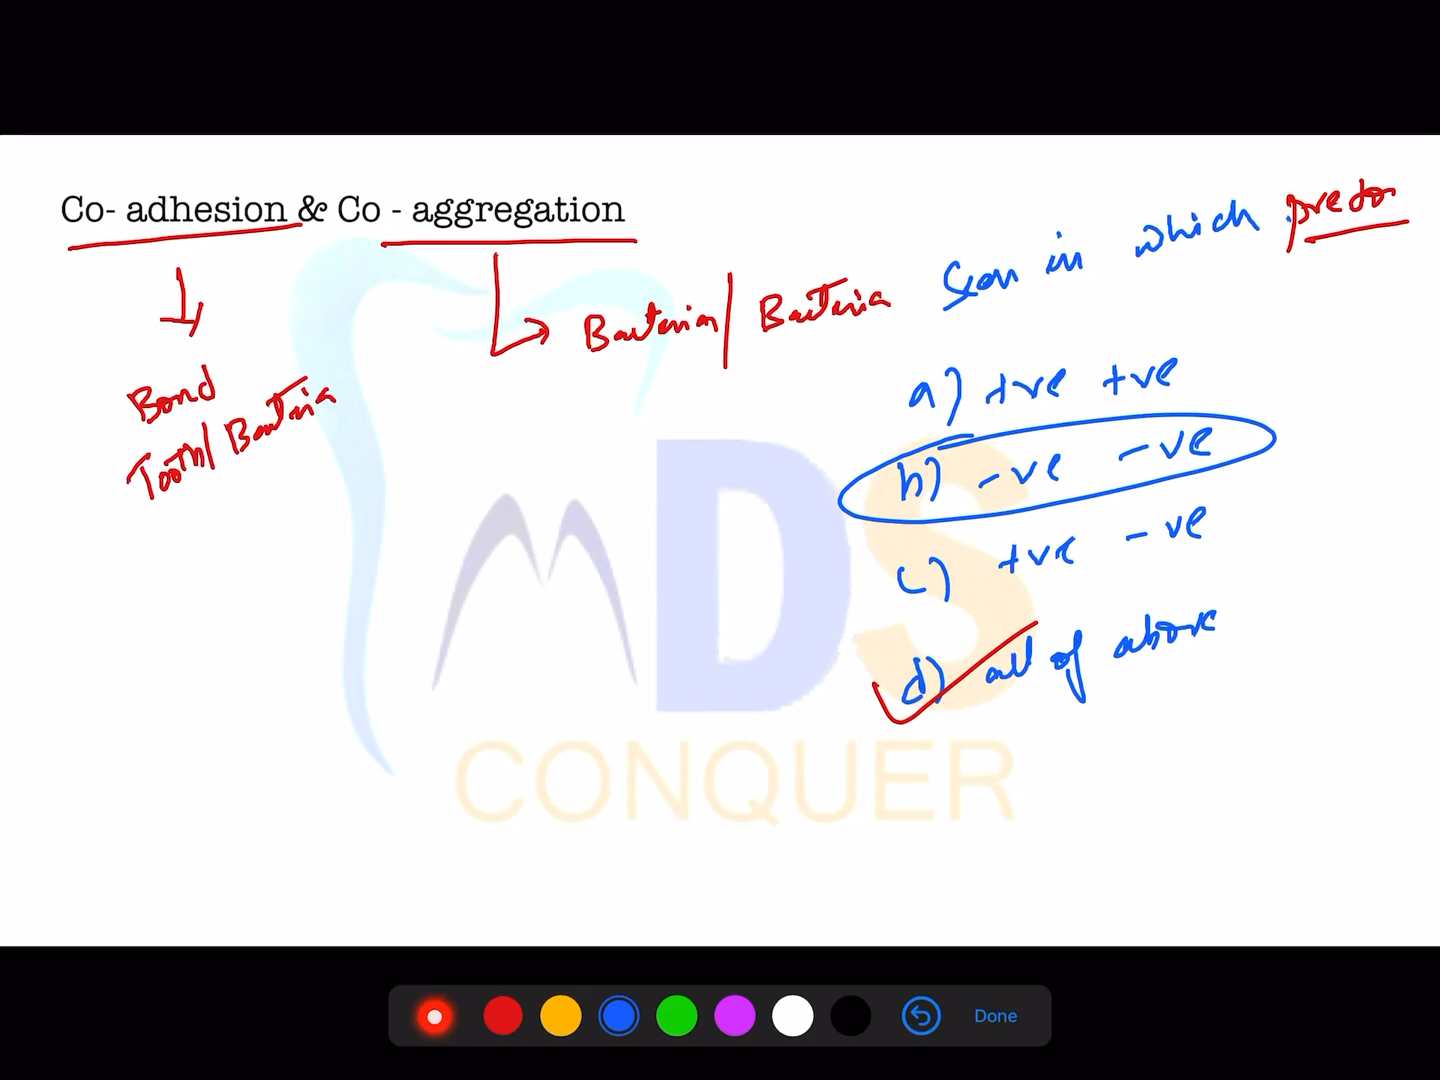 Co- adhesion & Co - aggregation
Bond
Tooth/Bacteria
Bacteria/Bacteria
Seen in which predo
a) +ve +ve
b) -ve -ve
c) +ve -ve
d) all of above
MDS
CONQUER
Done